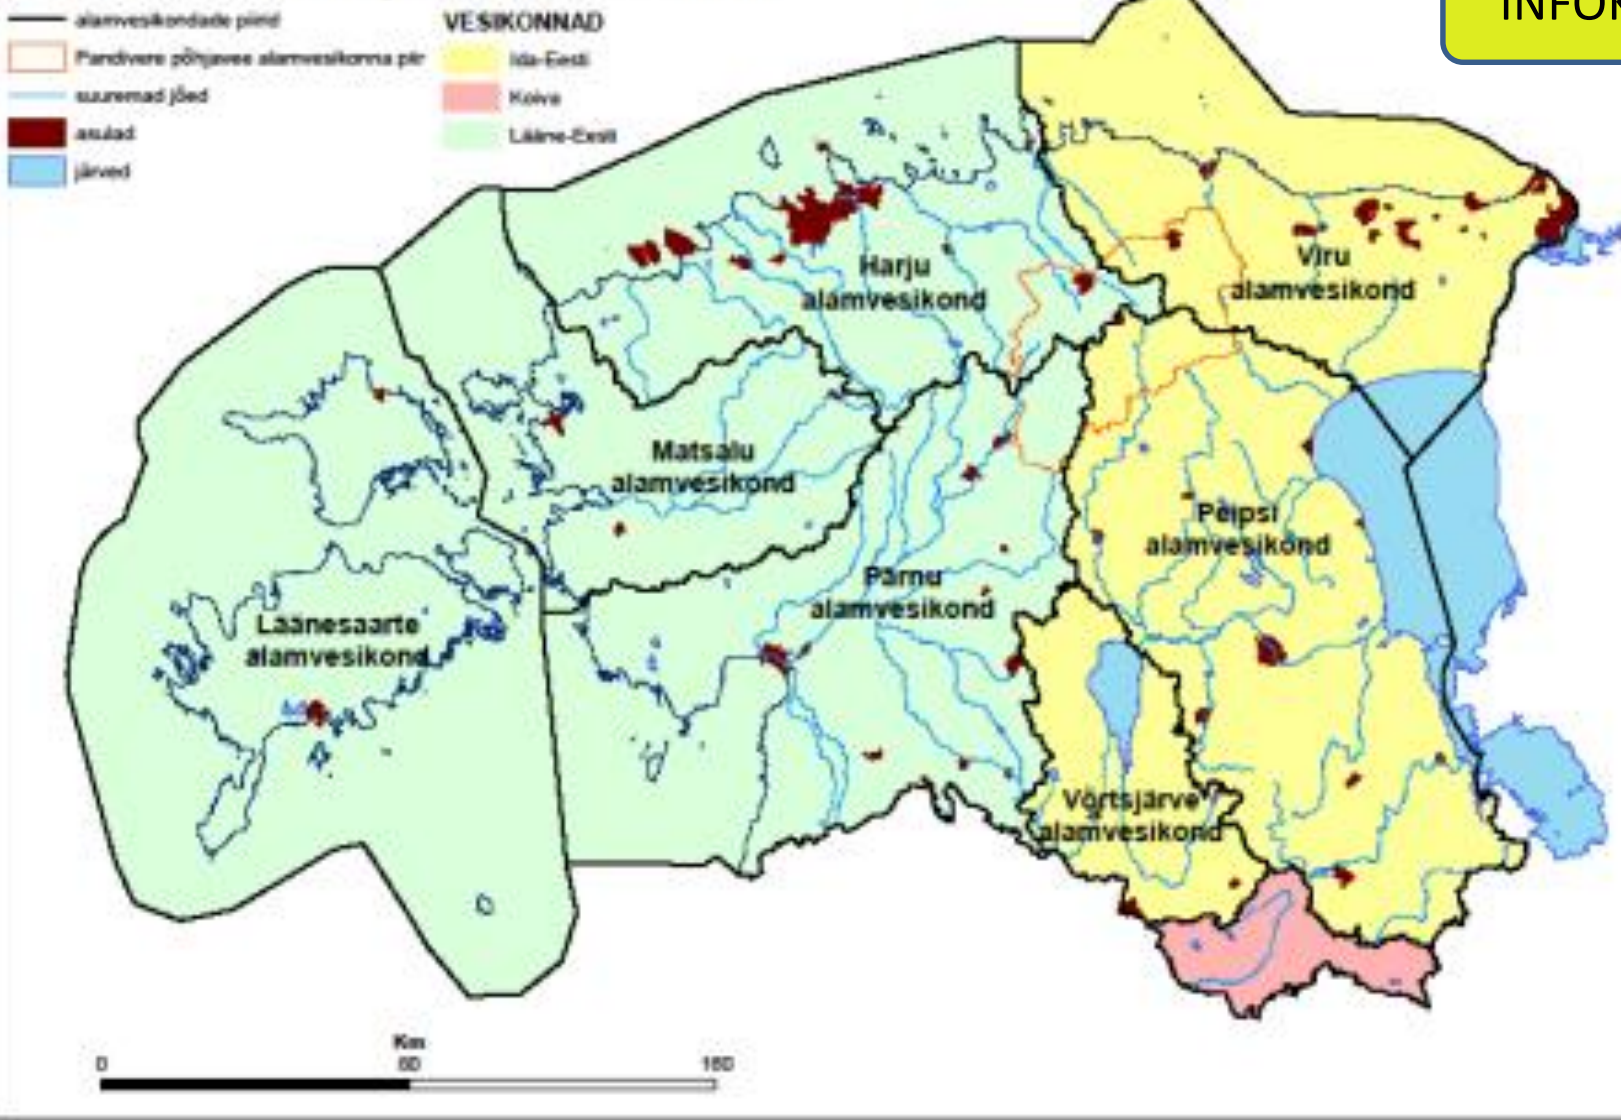 alamvesikondade piirid
Pandivere põhjavee alamvesikonna piir
suuremad jõed
asulad
järved
VESIKONNAD
Ida-Eesti
Koiva
Lääne-Eesti
Harju
alamvesikond
Viru
alamvesikond
Matsalu
alamvesikond
Peipsi
alamvesikond
Pärnu
alamvesikond
Läänesaarte
alamvesikond
Võrtsjärve
alamvesikond
Km
0
80
160